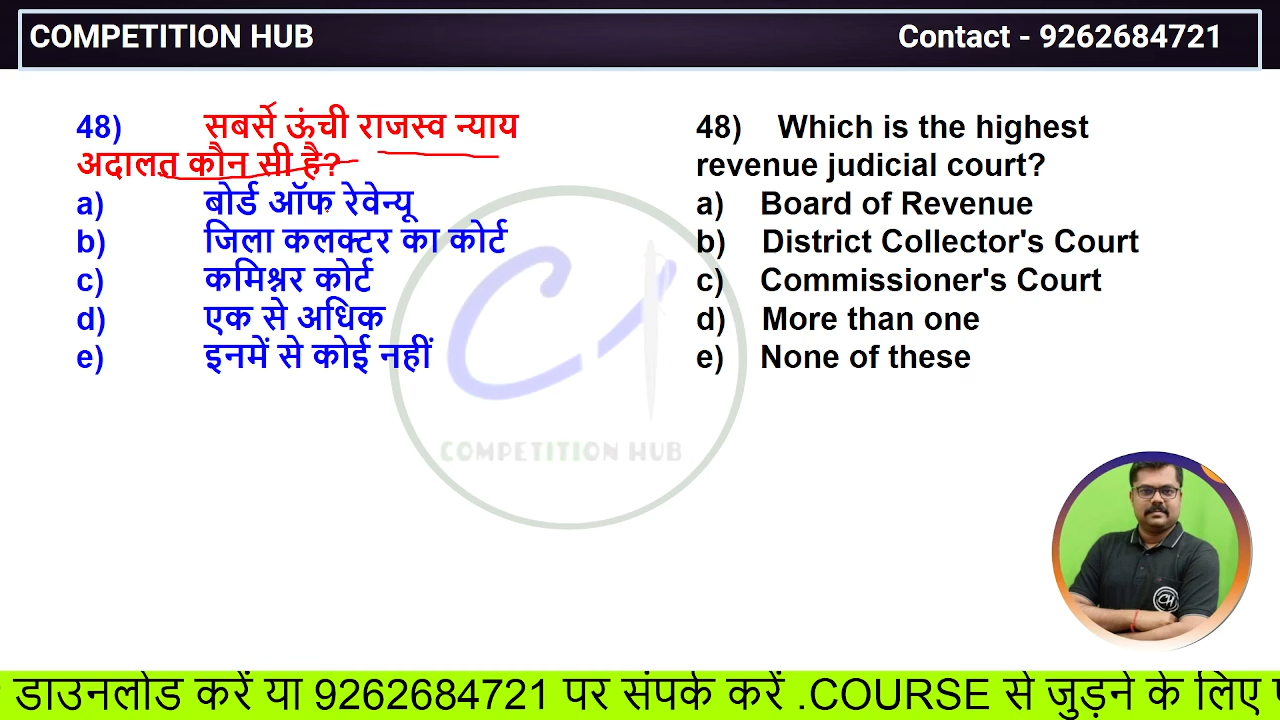 COMPETITION HUB
Contact - 9262684721
48) सबर्से ऊंची राजस्व न्याय
अदालत कौन सी है?
a) बोर्ड ऑफ रेवेन्यू
b) जिला कलक्टर का कोर्ट
c) कमिश्नर कोर्ट
d) एक से अधिक
e) इनमें से कोई नहीं
48) Which is the highest
revenue judicial court?
a) Board of Revenue
b) District Collector's Court
c) Commissioner's Court
d) More than one
e) None of these
COMPETITION HUB
CH
डाउनलोड करें या 9262684721 पर संपर्क करें .COURSE से जुड़ने के लिए